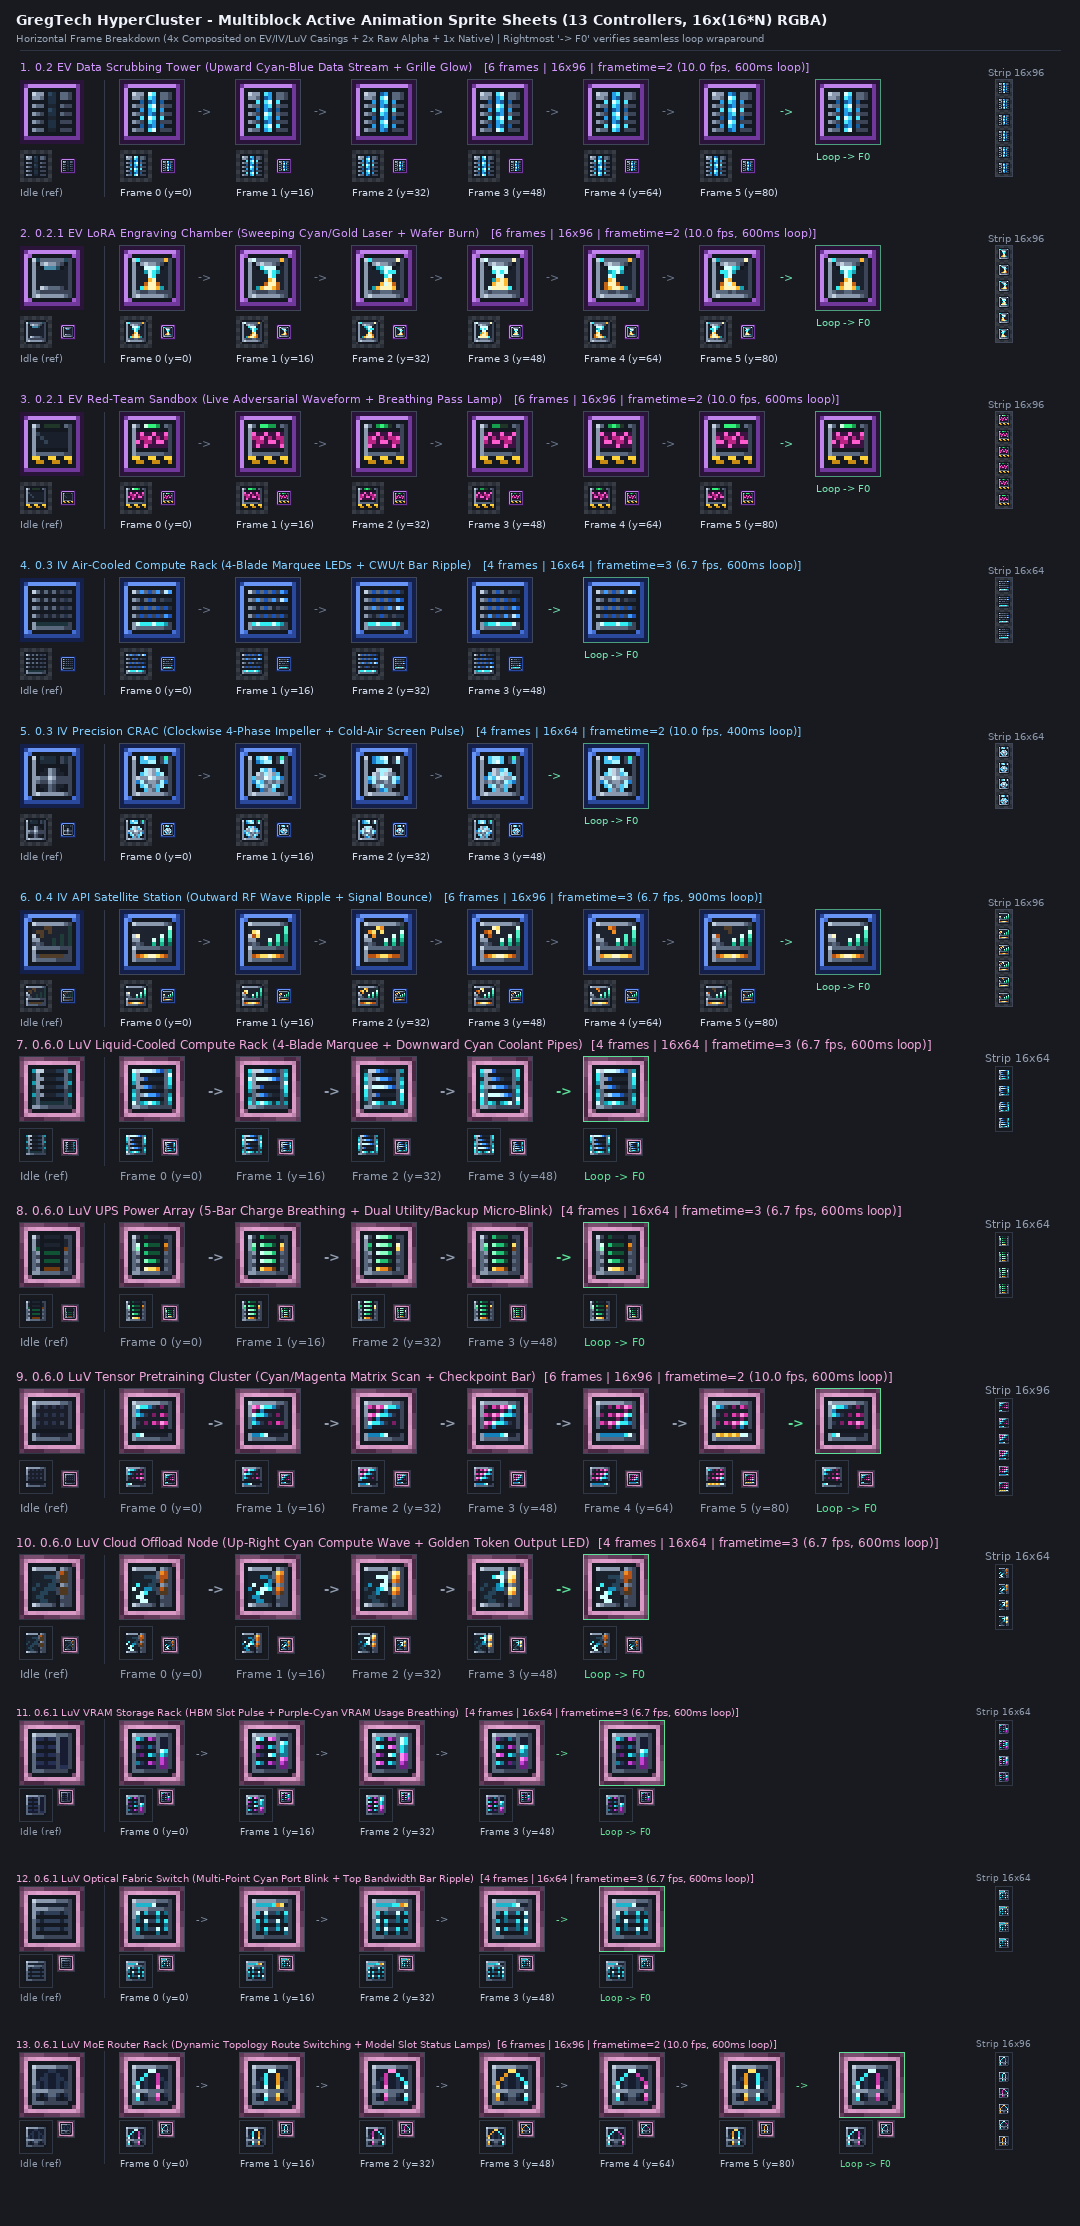 GregTech HyperCluster - Multiblock Active Animation Sprite Sheets (13 Controllers, 16x(16*N) RGBA)
Horizontal Frame Breakdown (4x Composited on EV/IV/LuV Casings + 2x Raw Alpha + 1x Native) | Rightmost '-> F0' verifies seamless loop wraparound
1. 0.2 EV Data Scrubbing Tower (Upward Cyan-Blue Data Stream + Grille Glow) [6 frames | 16x96 | frametime=2 (10.0 fps, 600ms loop)]
Strip 16x96
-> -> -> -> -> ->
Loop -> F0
Idle (ref) Frame 0 (y=0) Frame 1 (y=16) Frame 2 (y=32) Frame 3 (y=48) Frame 4 (y=64) Frame 5 (y=80)
2. 0.2.1 EV LoRA Engraving Chamber (Sweeping Cyan/Gold Laser + Wafer Burn) [6 frames | 16x96 | frametime=2 (10.0 fps, 600ms loop)]
Strip 16x96
-> -> -> -> -> ->
Loop -> F0
Idle (ref) Frame 0 (y=0) Frame 1 (y=16) Frame 2 (y=32) Frame 3 (y=48) Frame 4 (y=64) Frame 5 (y=80)
3. 0.2.1 EV Red-Team Sandbox (Live Adversarial Waveform + Breathing Pass Lamp) [6 frames | 16x96 | frametime=2 (10.0 fps, 600ms loop)]
Strip 16x96
-> -> -> -> -> ->
Loop -> F0
Idle (ref) Frame 0 (y=0) Frame 1 (y=16) Frame 2 (y=32) Frame 3 (y=48) Frame 4 (y=64) Frame 5 (y=80)
4. 0.3 IV Air-Cooled Compute Rack (4-Blade Marquee LEDs + CWU/t Bar Ripple) [4 frames | 16x64 | frametime=3 (6.7 fps, 600ms loop)]
Strip 16x64
-> -> -> ->
Loop -> F0
Idle (ref) Frame 0 (y=0) Frame 1 (y=16) Frame 2 (y=32) Frame 3 (y=48)
5. 0.3 IV Precision CRAC (Clockwise 4-Phase Impeller + Cold-Air Screen Pulse) [4 frames | 16x64 | frametime=2 (10.0 fps, 400ms loop)]
Strip 16x64
-> -> -> ->
Loop -> F0
Idle (ref) Frame 0 (y=0) Frame 1 (y=16) Frame 2 (y=32) Frame 3 (y=48)
6. 0.4 IV API Satellite Station (Outward RF Wave Ripple + Signal Bounce) [6 frames | 16x96 | frametime=3 (6.7 fps, 900ms loop)]
Strip 16x96
-> -> -> -> -> ->
Loop -> F0
Idle (ref) Frame 0 (y=0) Frame 1 (y=16) Frame 2 (y=32) Frame 3 (y=48) Frame 4 (y=64) Frame 5 (y=80)
7. 0.6.0 LuV Liquid-Cooled Compute Rack (4-Blade Marquee + Downward Cyan Coolant Pipes) [4 frames | 16x64 | frametime=3 (6.7 fps, 600ms loop)]
Strip 16x64
-> -> -> ->
Idle (ref) Frame 0 (y=0) Frame 1 (y=16) Frame 2 (y=32) Frame 3 (y=48) Loop -> F0
8. 0.6.0 LuV UPS Power Array (5-Bar Charge Breathing + Dual Utility/Backup Micro-Blink) [4 frames | 16x64 | frametime=3 (6.7 fps, 600ms loop)]
Strip 16x64
-> -> -> ->
Idle (ref) Frame 0 (y=0) Frame 1 (y=16) Frame 2 (y=32) Frame 3 (y=48) Loop -> F0
9. 0.6.0 LuV Tensor Pretraining Cluster (Cyan/Magenta Matrix Scan + Checkpoint Bar) [6 frames | 16x96 | frametime=2 (10.0 fps, 600ms loop)]
Strip 16x96
-> -> -> -> -> ->
Idle (ref) Frame 0 (y=0) Frame 1 (y=16) Frame 2 (y=32) Frame 3 (y=48) Frame 4 (y=64) Frame 5 (y=80) Loop -> F0
10. 0.6.0 LuV Cloud Offload Node (Up-Right Cyan Compute Wave + Golden Token Output LED) [4 frames | 16x64 | frametime=3 (6.7 fps, 600ms loop)]
Strip 16x64
-> -> -> ->
Idle (ref) Frame 0 (y=0) Frame 1 (y=16) Frame 2 (y=32) Frame 3 (y=48) Loop -> F0
11. 0.6.1 LuV VRAM Storage Rack (HBM Slot Pulse + Purple-Cyan VRAM Usage Breathing) [4 frames | 16x64 | frametime=3 (6.7 fps, 600ms loop)]
Strip 16x64
-> -> -> ->
Idle (ref) Frame 0 (y=0) Frame 1 (y=16) Frame 2 (y=32) Frame 3 (y=48) Loop -> F0
12. 0.6.1 LuV Optical Fabric Switch (Multi-Point Cyan Port Blink + Top Bandwidth Bar Ripple) [4 frames | 16x64 | frametime=3 (6.7 fps, 600ms loop)]
Strip 16x64
-> -> -> ->
Idle (ref) Frame 0 (y=0) Frame 1 (y=16) Frame 2 (y=32) Frame 3 (y=48) Loop -> F0
13. 0.6.1 LuV MoE Router Rack (Dynamic Topology Route Switching + Model Slot Status Lamps) [6 frames | 16x96 | frametime=2 (10.0 fps, 600ms loop)]
Strip 16x96
-> -> -> -> -> ->
Idle (ref) Frame 0 (y=0) Frame 1 (y=16) Frame 2 (y=32) Frame 3 (y=48) Frame 4 (y=64) Frame 5 (y=80) Loop -> F0